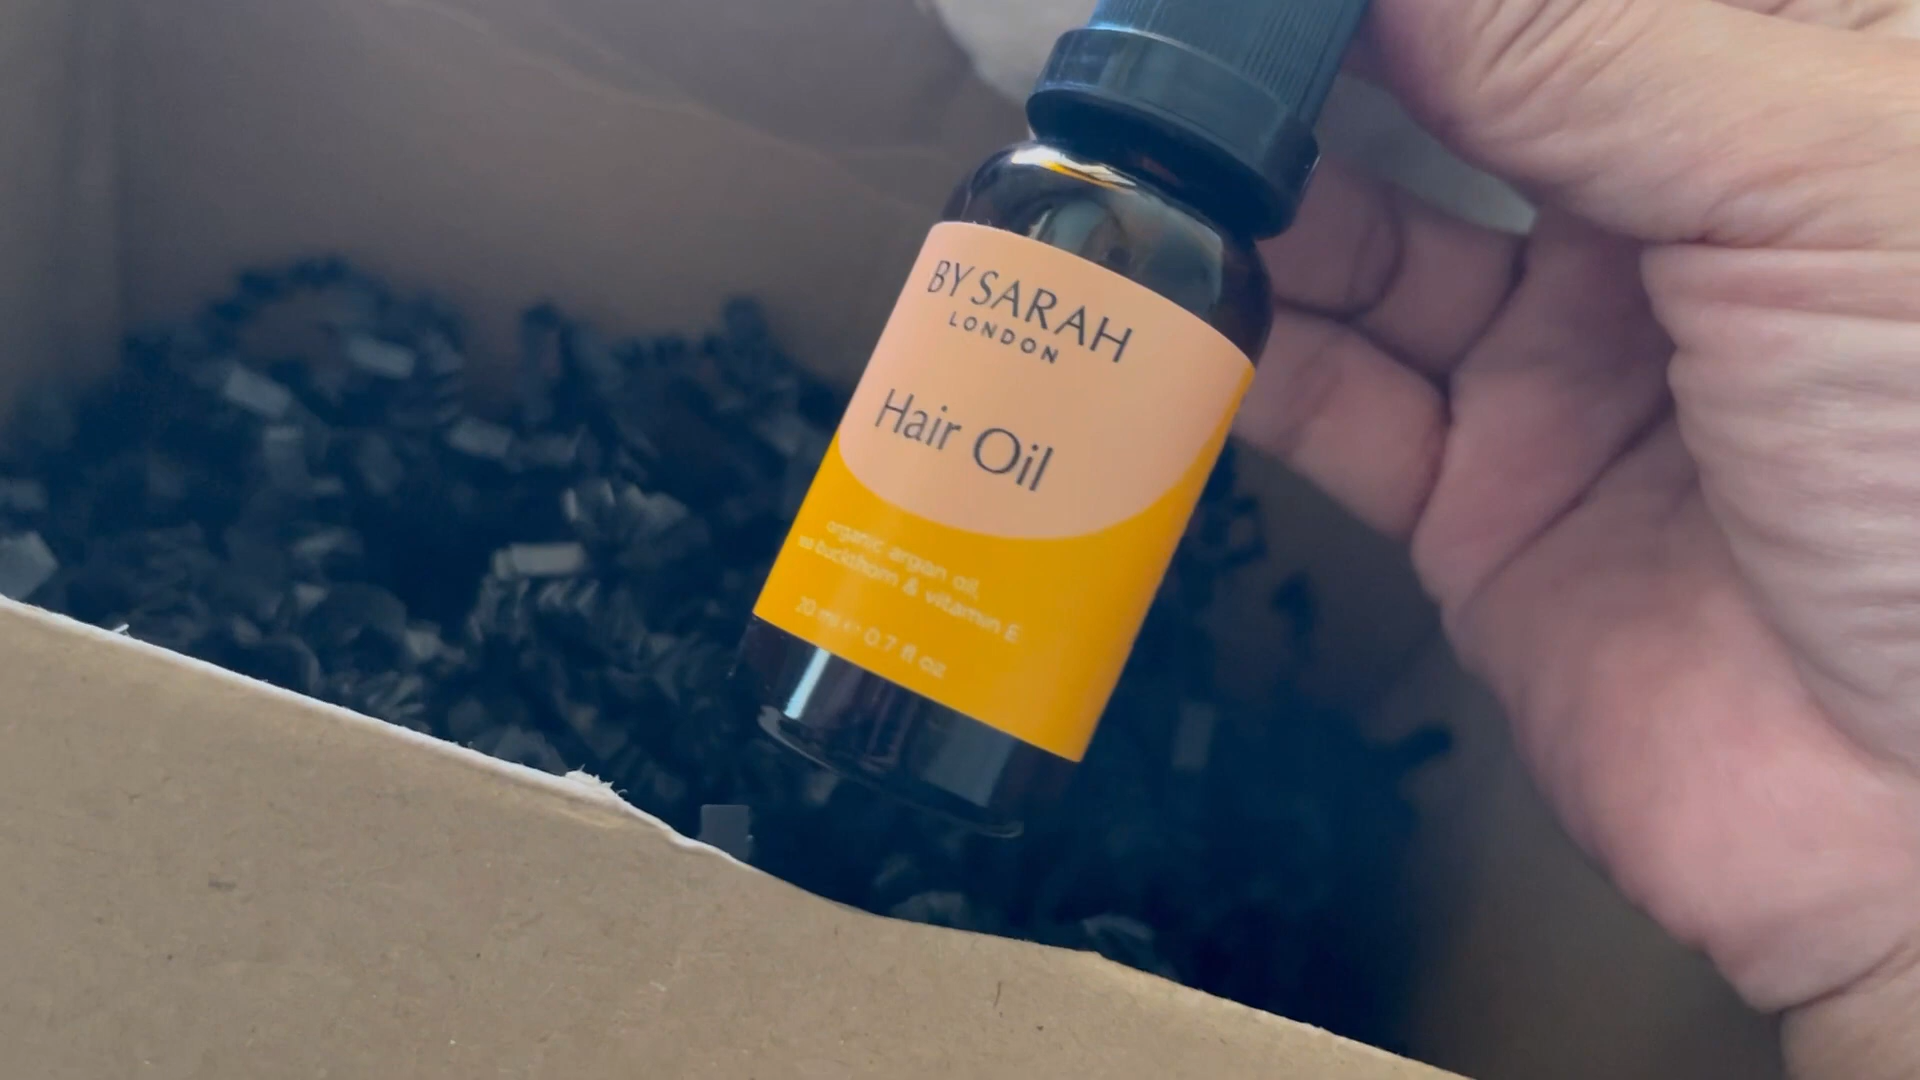 BY SARAH
LONDON
Hair Oil
organic argan oil,
sea buckthorn & vitamin E
20 ml e 0.7 fl oz